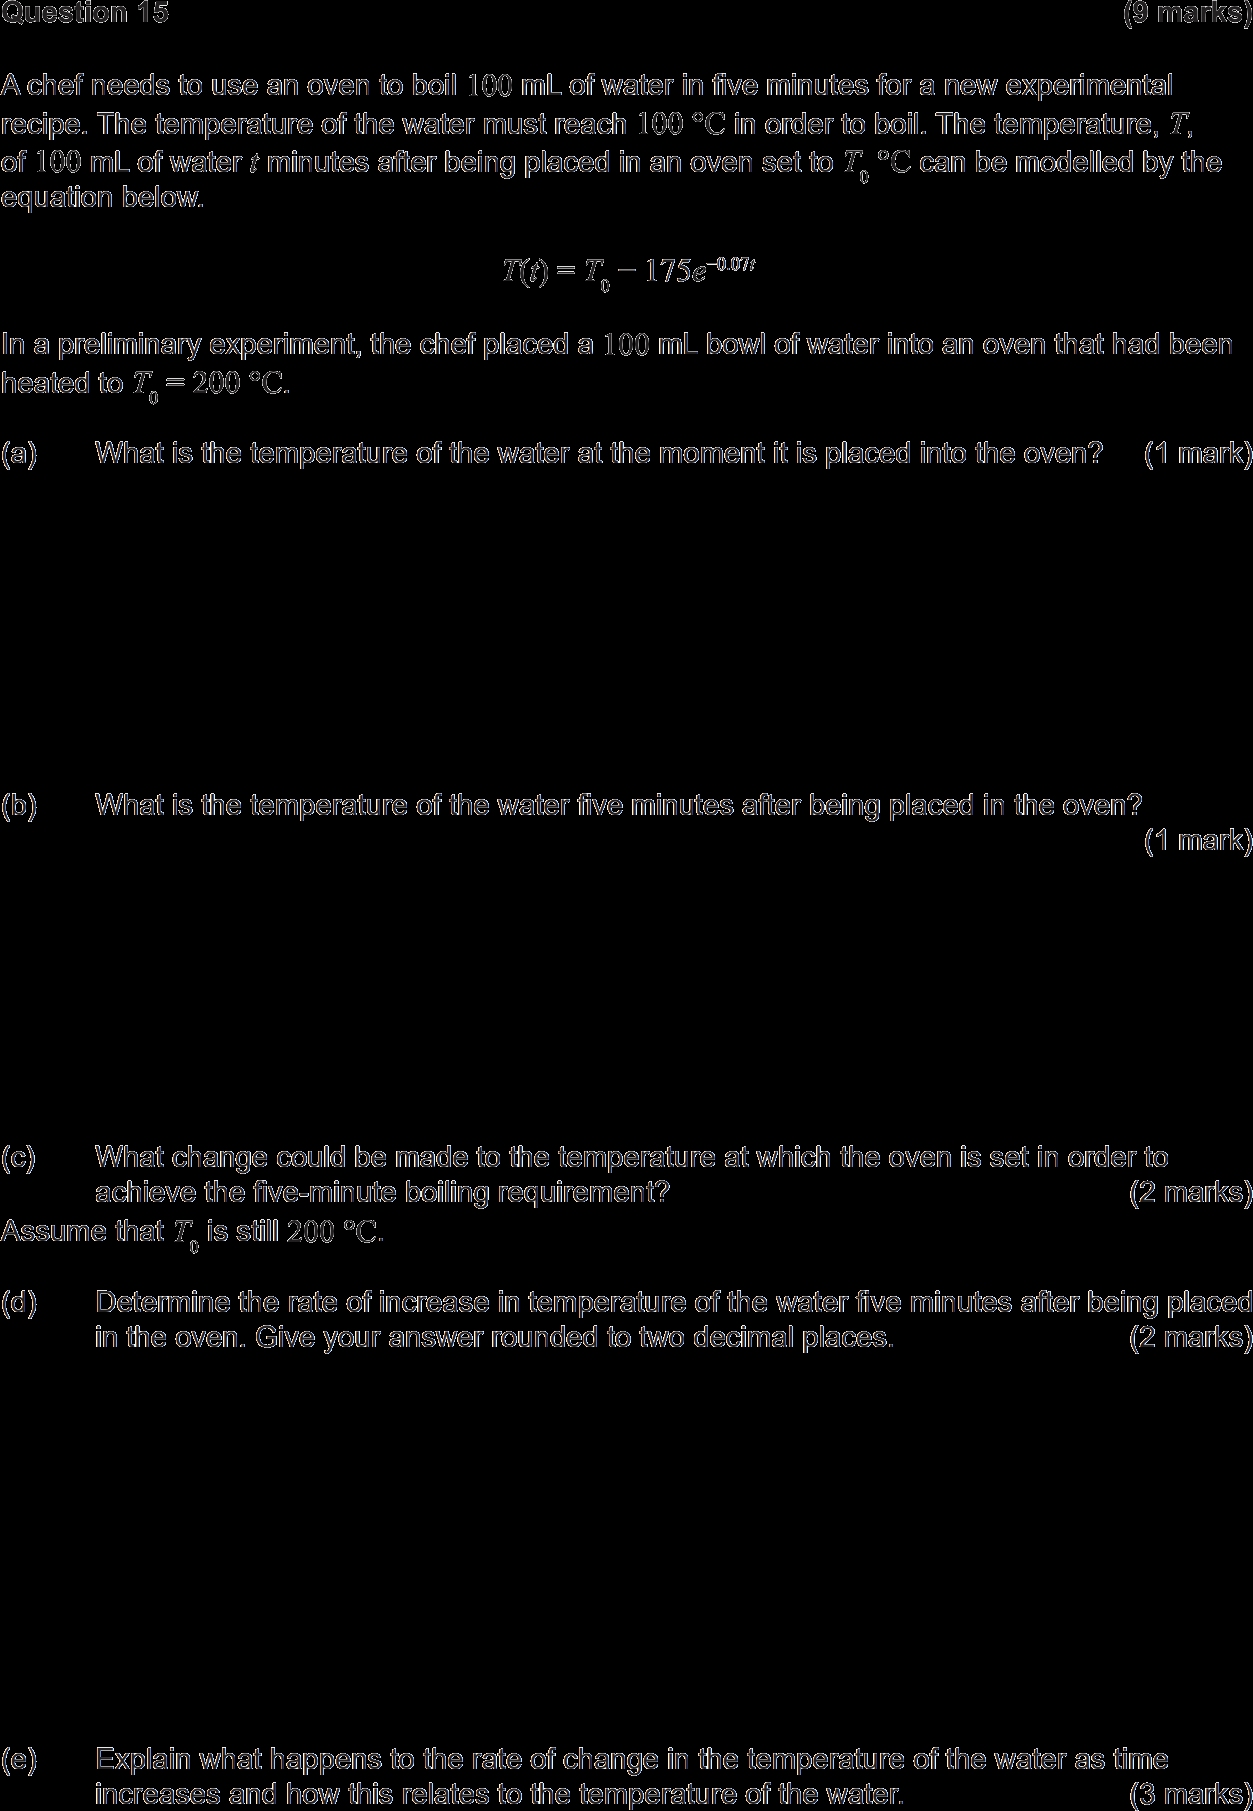 Question 15 (9 marks)
A chef needs to use an oven to boil 100 mL of water in five minutes for a new experimental
recipe. The temperature of the water must reach 100 °C in order to boil. The temperature, T,
of 100 mL of water t minutes after being placed in an oven set to T₀ °C can be modelled by the
equation below.
T(t) = T₀ − 175e^–0.07t
In a preliminary experiment, the chef placed a 100 mL bowl of water into an oven that had been
heated to T₀ = 200 °C.
(a) What is the temperature of the water at the moment it is placed into the oven? (1 mark)
(b) What is the temperature of the water five minutes after being placed in the oven?
(1 mark)
(c) What change could be made to the temperature at which the oven is set in order to
achieve the five-minute boiling requirement? (2 marks)
Assume that T₀ is still 200 °C.
(d) Determine the rate of increase in temperature of the water five minutes after being placed
in the oven. Give your answer rounded to two decimal places. (2 marks)
(e) Explain what happens to the rate of change in the temperature of the water as time
increases and how this relates to the temperature of the water. (3 marks)